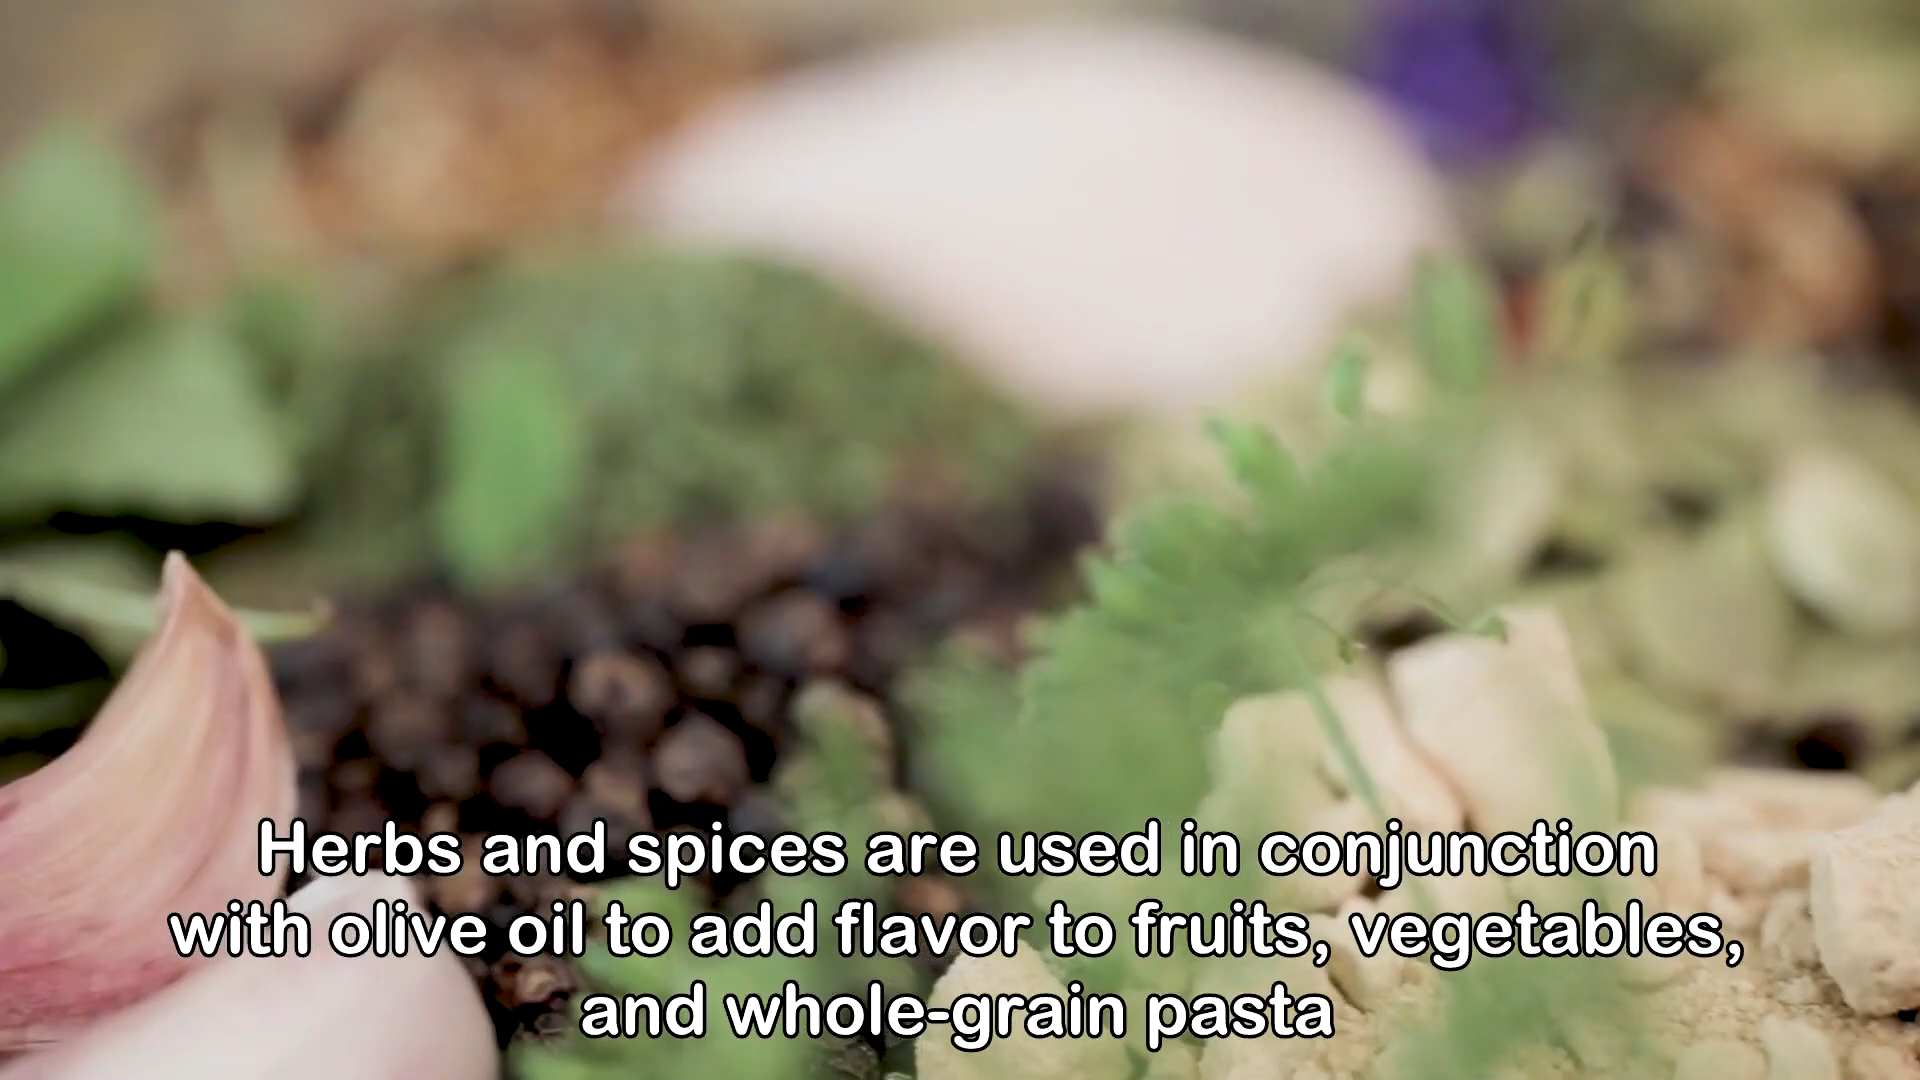 Herbs and spices are used in conjunction
with olive oil to add flavor to fruits, vegetables,
and whole-grain pasta